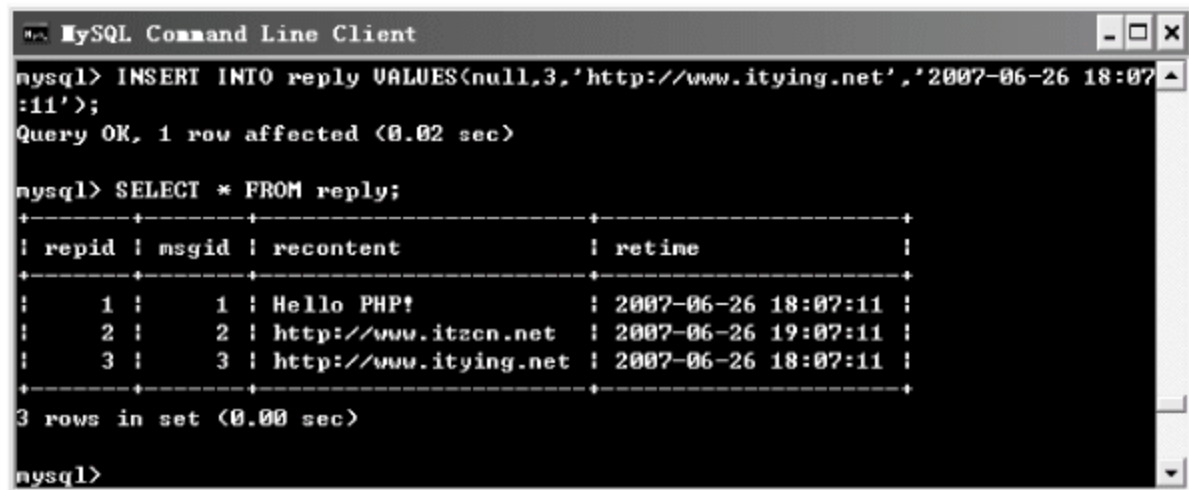 MySQL Command Line Client
mysql> INSERT INTO reply VALUES(null,3,'http://www.itying.net','2007-06-26 18:07
:11');
Query OK, 1 row affected (0.02 sec)
mysql> SELECT * FROM reply;
+-------+-------+-----------------------+---------------------+
| repid | msgid | recontent             | retime              |
+-------+-------+-----------------------+---------------------+
|     1 |     1 | Hello PHP!            | 2007-06-26 18:07:11 |
|     2 |     2 | http://www.itzcn.net  | 2007-06-26 19:07:11 |
|     3 |     3 | http://www.itying.net | 2007-06-26 18:07:11 |
+-------+-------+-----------------------+---------------------+
3 rows in set (0.00 sec)
mysql>